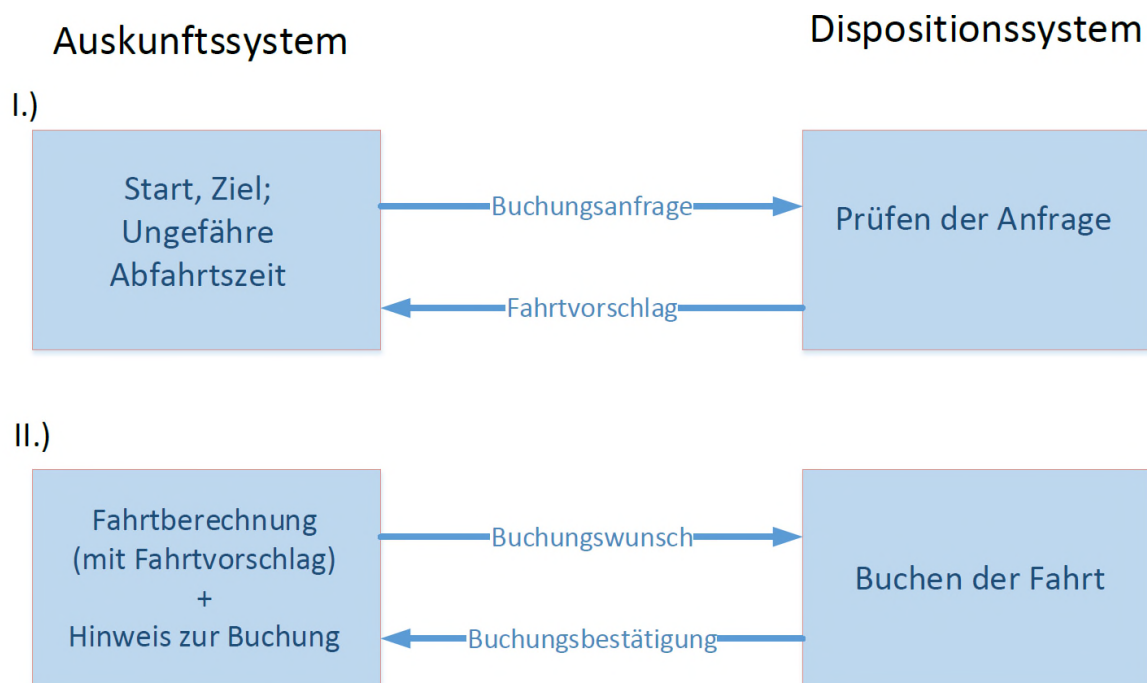 Auskunftssystem
Dispositionssystem
I.)
Start, Ziel;
Ungefähre
Abfahrtszeit
Buchungsanfrage
Fahrtvorschlag
Prüfen der Anfrage
II.)
Fahrtberechnung
(mit Fahrtvorschlag)
+
Hinweis zur Buchung
Buchungswunsch
Buchungsbestätigung
Buchen der Fahrt